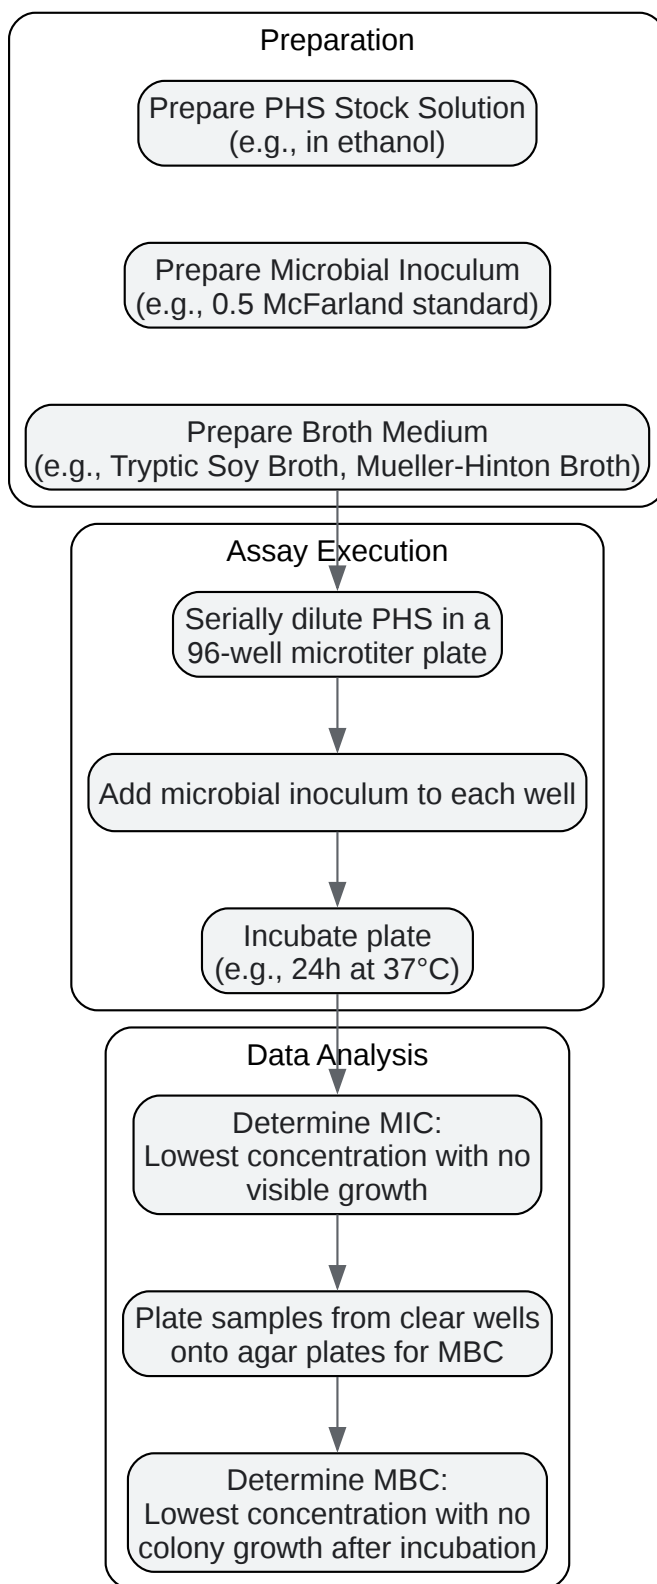 Preparation
Prepare PHS Stock Solution
(e.g., in ethanol)
Prepare Microbial Inoculum
(e.g., 0.5 McFarland standard)
Prepare Broth Medium
(e.g., Tryptic Soy Broth, Mueller-Hinton Broth)
Assay Execution
Serially dilute PHS in a
96-well microtiter plate
Add microbial inoculum to each well
Incubate plate
(e.g., 24h at 37°C)
Data Analysis
Determine MIC:
Lowest concentration with no
visible growth
Plate samples from clear wells
onto agar plates for MBC
Determine MBC:
Lowest concentration with no
colony growth after incubation